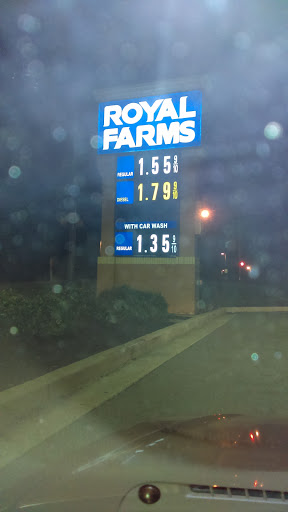 ROYAL
FARMS
REGULAR 1.55 9/10
DIESEL 1.79 9/10
WITH CAR WASH
REGULAR 1.35 9/10